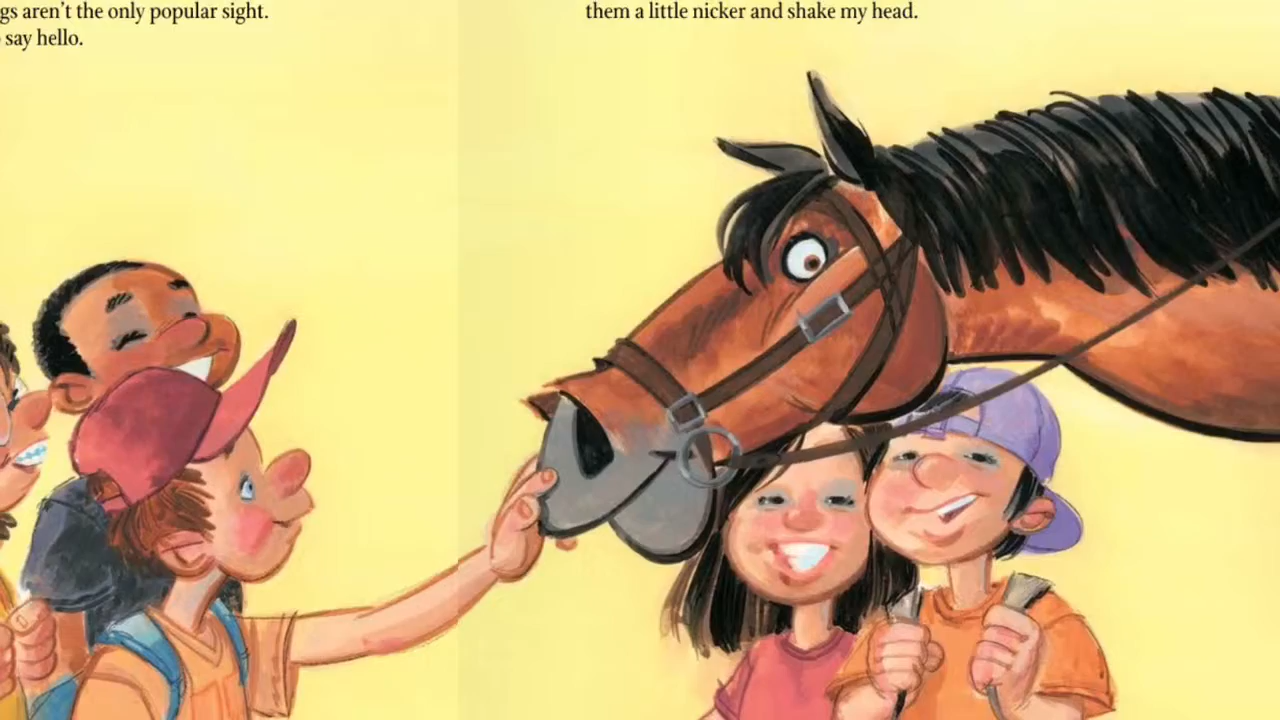 gs aren't the only popular sight.
say hello.
them a little nicker and shake my head.